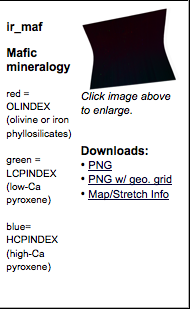 ir_maf
Mafic
mineralogy
red =
OLINDEX
(olivine or iron
phyllosilicates)
green =
LCPINDEX
(low-Ca
pyroxene)
blue=
HCPINDEX
(high-Ca
pyroxene)
Click image above
to enlarge.
Downloads:
• PNG
• PNG w/ geo. grid
• Map/Stretch Info